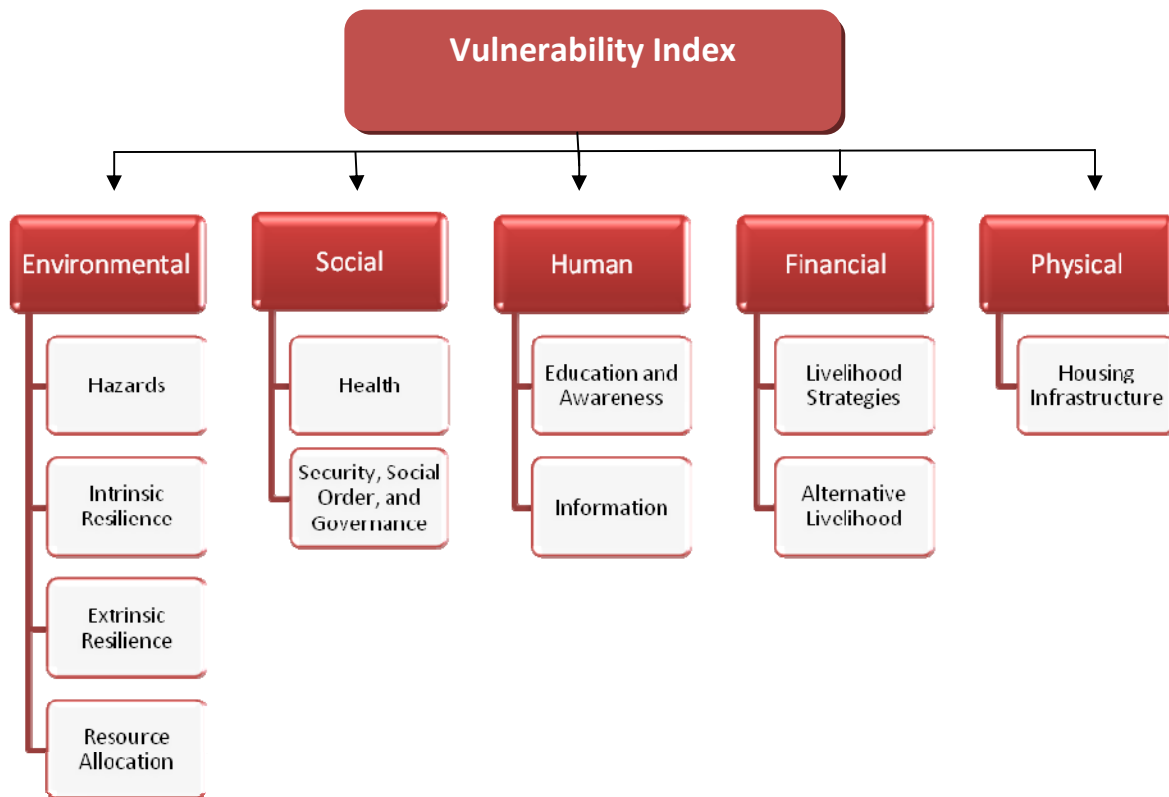 Vulnerability Index
Environmental
Social
Human
Financial
Physical
Hazards
Intrinsic
Resilience
Extrinsic
Resilience
Resource
Allocation
Health
Security, Social
Order, and
Governance
Education and
Awareness
Information
Livelihood
Strategies
Alternative
Livelihood
Housing
Infrastructure